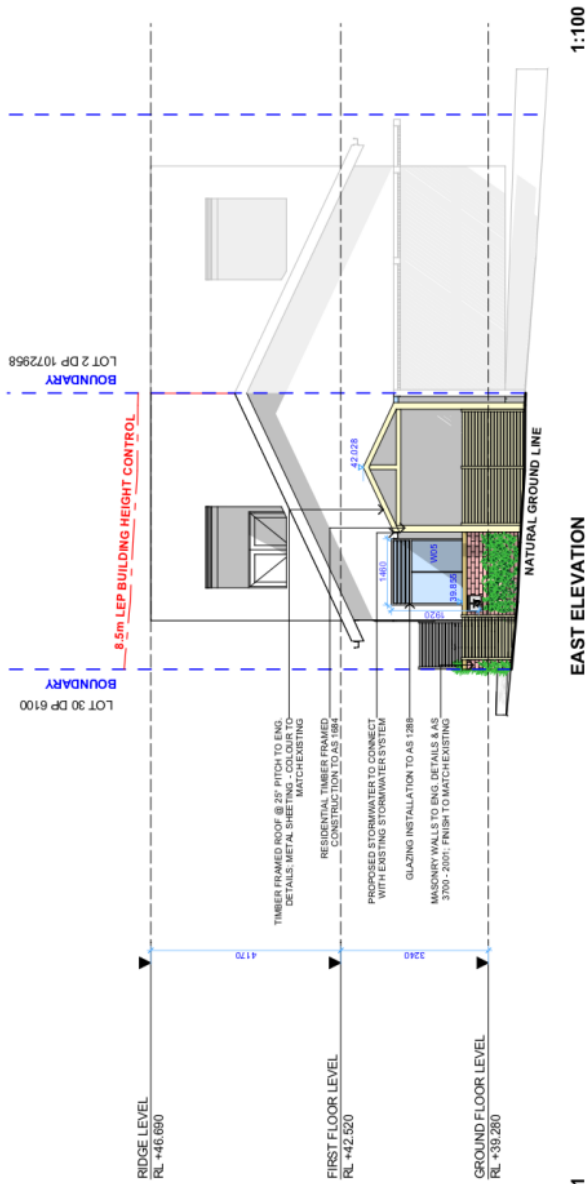 8.5m LEP BUILDING HEIGHT CONTROL
LOT 30 DP 6100
BOUNDARY
LOT 2 DP 1072958
BOUNDARY
RIDGE LEVEL
RL +46.690
4170
FIRST FLOOR LEVEL
RL +42.520
3240
GROUND FLOOR LEVEL
RL +39.280
TIMBER FRAMED ROOF @ 25° PITCH TO ENG.
DETAILS; METAL SHEETING - COLOUR TO
MATCH EXISTING
RESIDENTIAL TIMBER FRAMED
CONSTRUCTION TO AS 1684
PROPOSED STORMWATER TO CONNECT
WITH EXISTING STORMWATER SYSTEM
GLAZING INSTALLATION TO AS 1288
MASONRY WALLS TO ENG. DETAILS & AS
3700 - 2001; FINISH TO MATCH EXISTING
42.028
1460
1920
W05
39.855
NATURAL GROUND LINE
1
EAST ELEVATION
1:100